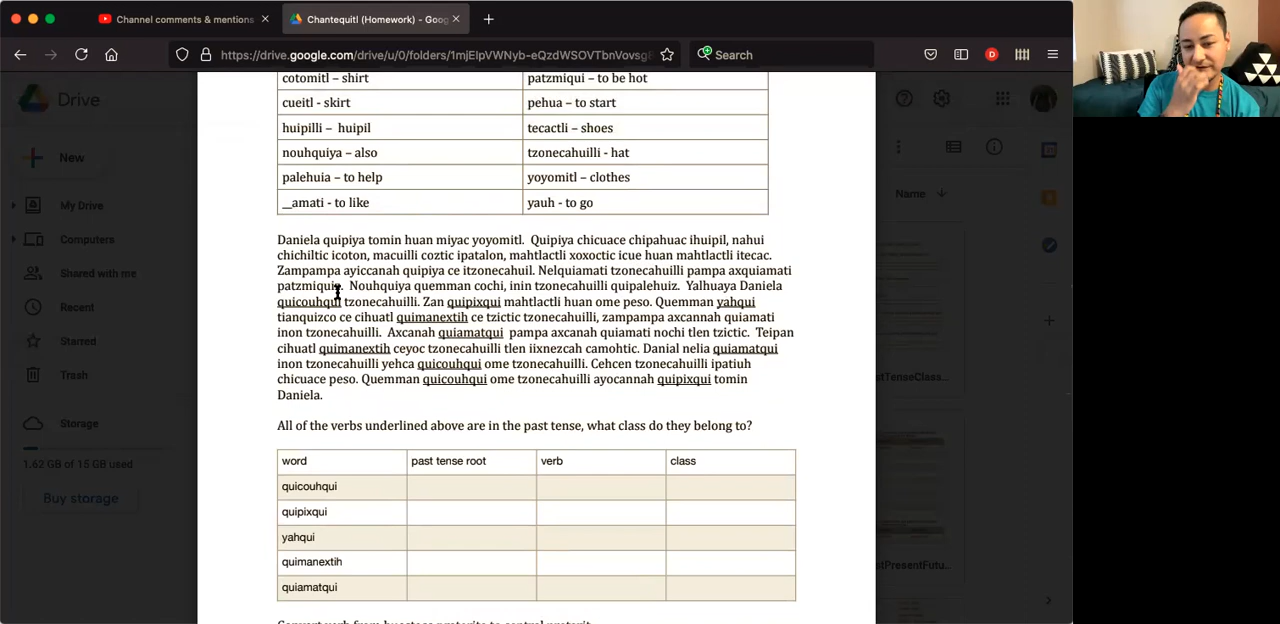 Channel comments & mentions
Chantequitl (Homework) - Goog
https://drive.google.com/drive/u/0/folders/1mjEIpVWNyb-eQzdWSOVTbnVovsg
Search
Drive
New
My Drive
Computers
Shared with me
Recent
Starred
Trash
Storage
1.62 GB of 15 GB used
Buy storage
Name
cotomitl – shirt
patzmiqui – to be hot
cueitl - skirt
pehua – to start
huipilli – huipil
tecactli – shoes
nouhquiya – also
tzonecahuilli - hat
palehuia – to help
yoyomitl – clothes
__amati - to like
yauh - to go
Daniela quipiya tomin huan miyac yoyomitl. Quipiya chicuace chipahuac ihuipil, nahui
chichiltic icoton, macuilli coztic ipatalon, mahtlactli xoxoctic icue huan mahtlactli itecac.
Zampampa ayiccanah quipiya ce itzonecahuil. Nelquiamati tzonecahuilli pampa axquiamati
patzmiquiz. Nouhquiya quemman cochi, inin tzonecahuilli quipalehuiz. Yalhuaya Daniela
quicouhqui tzonecahuilli. Zan quipixqui mahtlactli huan ome peso. Quemman yahqui
tianquizco ce cihuatl quimanextih ce tzictic tzonecahuilli, zampampa axcannah quiamati
inon tzonecahuilli. Axcanah quiamatqui pampa axcanah quiamati nochi tlen tzictic. Teipan
cihuatl quimanextih ceyoc tzonecahuilli tlen iixnezcah camohtic. Danial nelia quiamatqui
inon tzonecahuilli yehca quicouhqui ome tzonecahuilli. Cehcen tzonecahuilli ipatiuh
chicuace peso. Quemman quicouhqui ome tzonecahuilli ayocannah quipixqui tomin
Daniela.
All of the verbs underlined above are in the past tense, what class do they belong to?
word past tense root verb class
quicouhqui
quipixqui
yahqui
quimanextih
quiamatqui